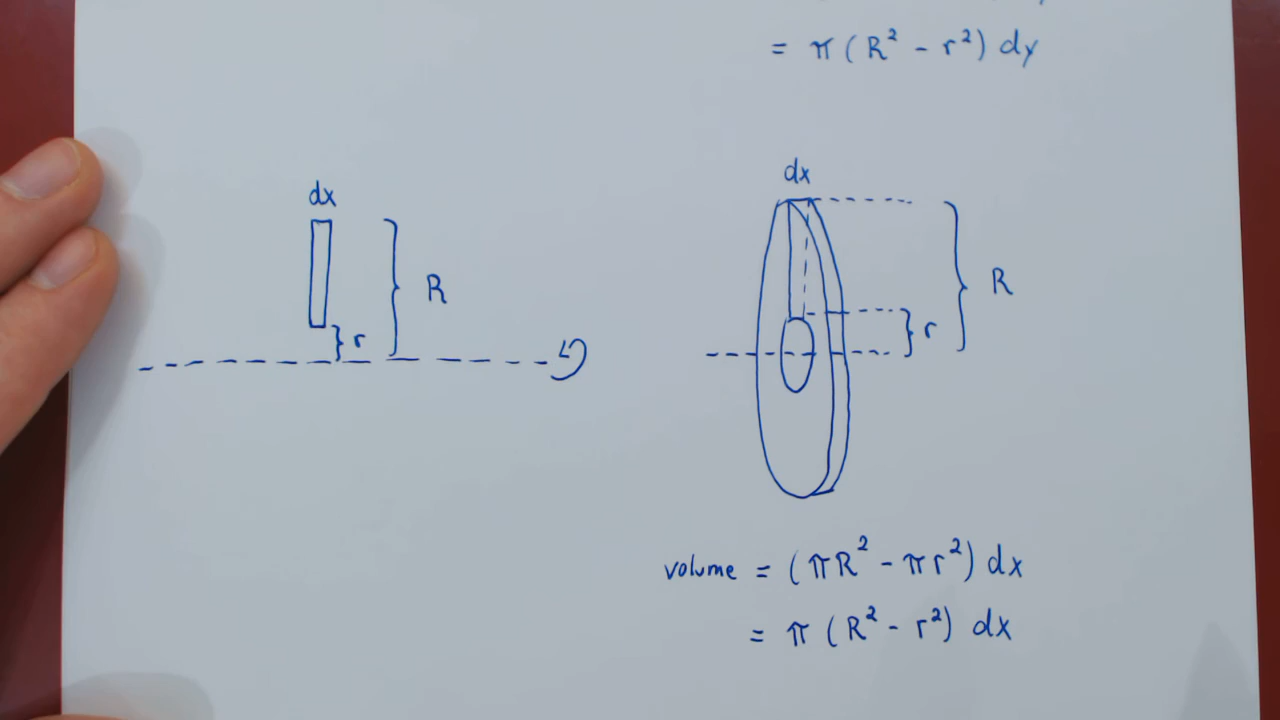 = π (R² - r²) dy
dx
R
r
dx
R
r
volume = (πR² - πr²) dx
= π (R² - r²) dx